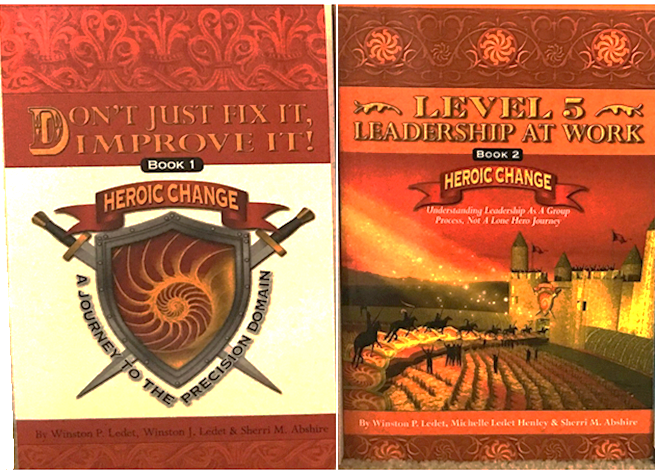 DON'T JUST FIX IT,
IMPROVE IT!
BOOK 1
HEROIC CHANGE
A JOURNEY TO THE PRECISION DOMAIN
By Winston P. Ledet, Winston J. Ledet & Sherri M. Abshire
LEVEL 5
LEADERSHIP AT WORK
BOOK 2
HEROIC CHANGE
Understanding Leadership As A Group
Process, Not A Lone Hero Journey
By Winston P. Ledet, Michelle Ledet Henley & Sherri M. Abshire